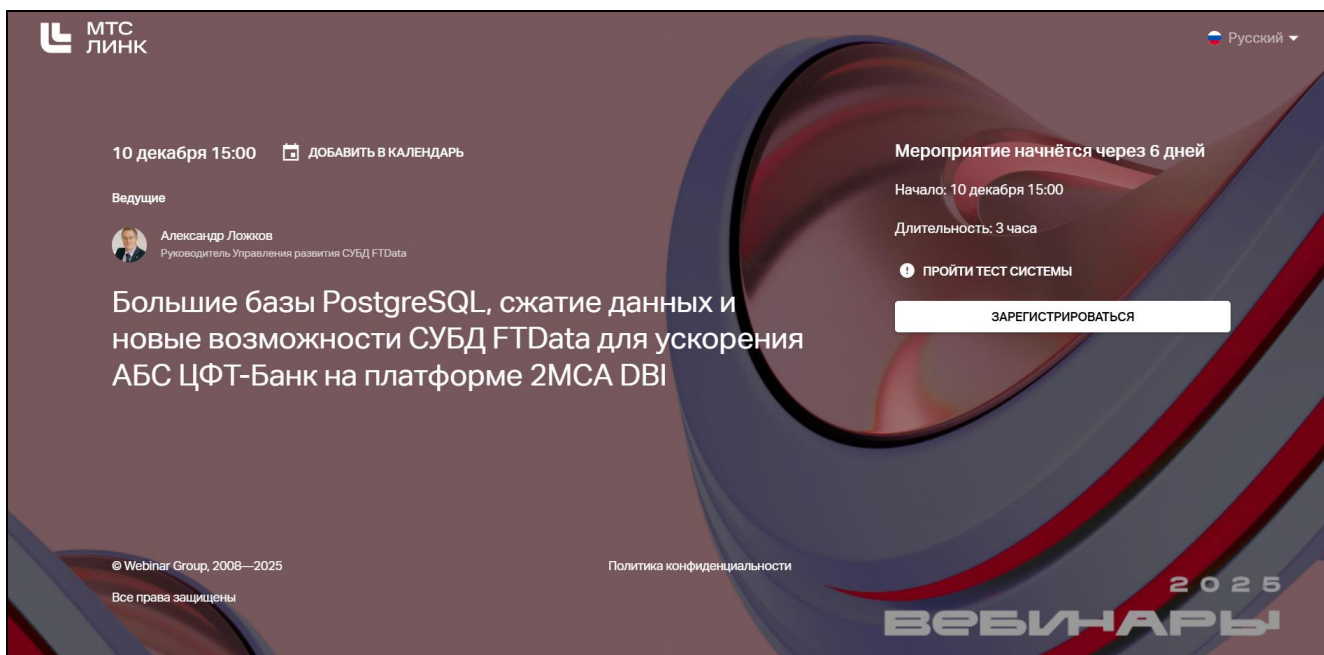 МТС
ЛИНК
Русский
10 декабря 15:00
ДОБАВИТЬ В КАЛЕНДАРЬ
Ведущие
Александр Ложков
Руководитель Управления развития СУБД FTData
Большие базы PostgreSQL, сжатие данных и
новые возможности СУБД FTData для ускорения
АБС ЦФТ-Банк на платформе 2MCA DBI
Мероприятие начнётся через 6 дней
Начало: 10 декабря 15:00
Длительность: 3 часа
ПРОЙТИ ТЕСТ СИСТЕМЫ
ЗАРЕГИСТРИРОВАТЬСЯ
© Webinar Group, 2008—2025
Все права защищены
Политика конфиденциальности
2025
ВЕБИНАРЫ